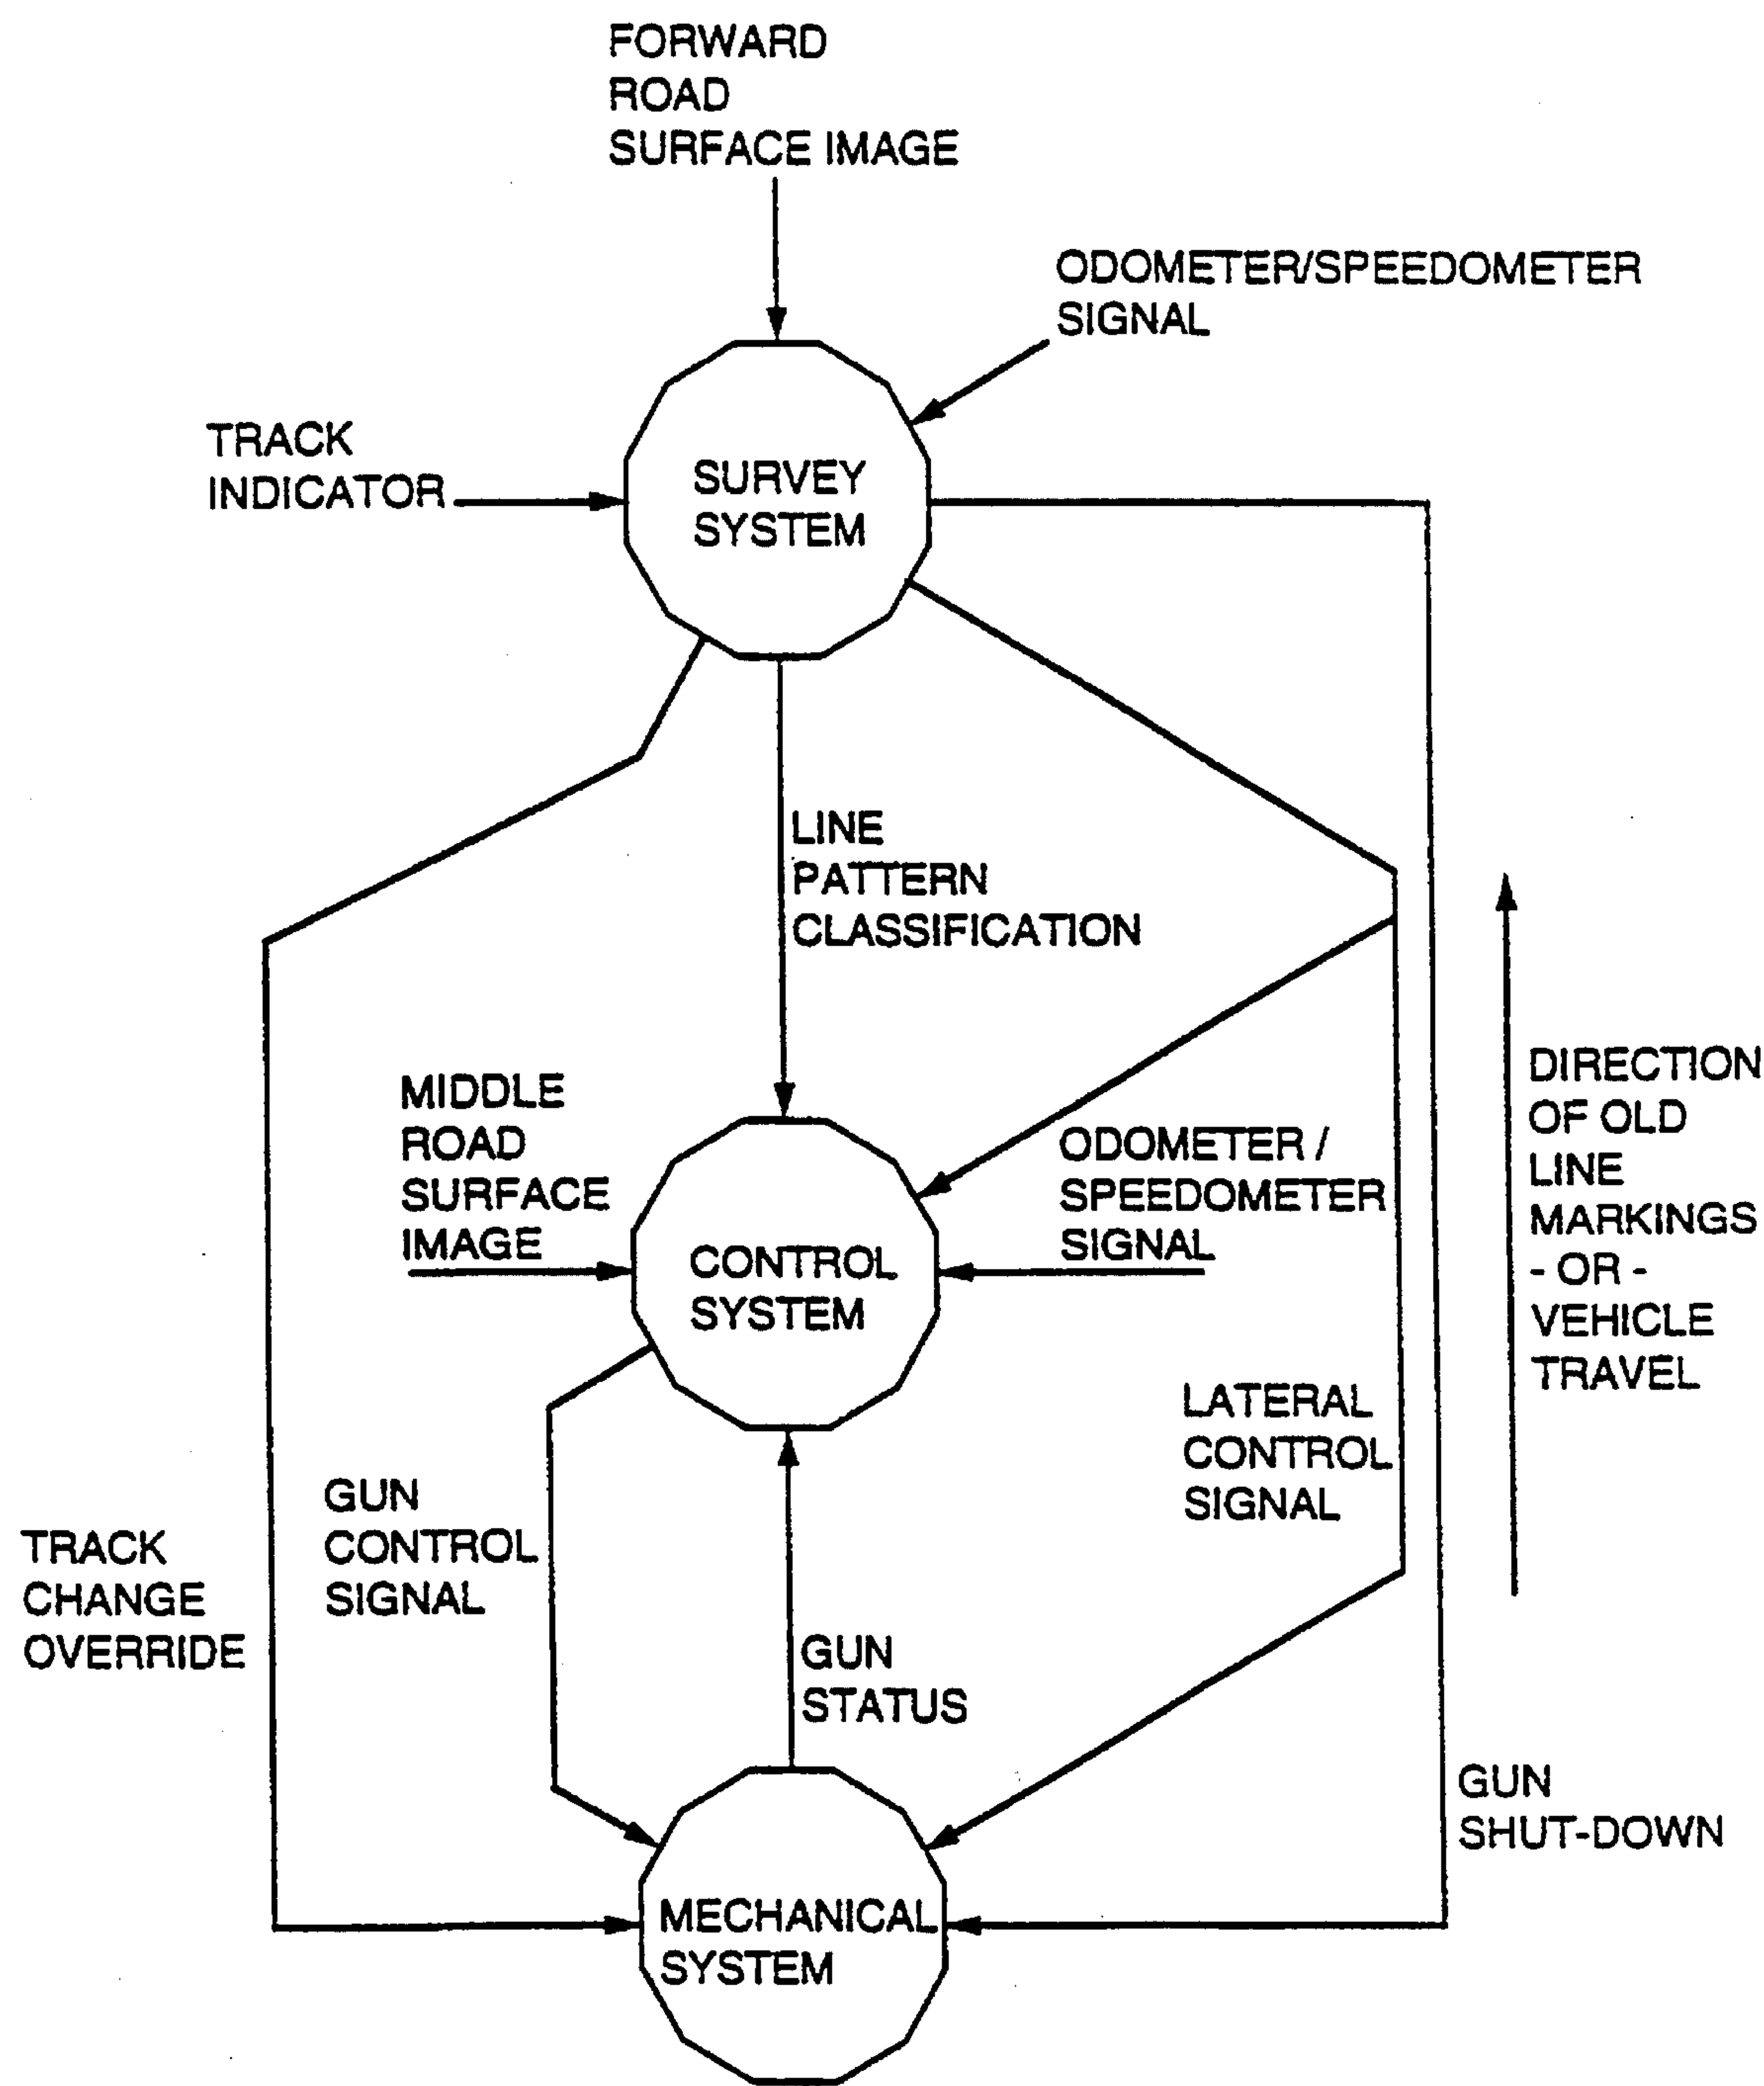 FORWARD
ROAD
SURFACE IMAGE
ODOMETER/SPEEDOMETER
SIGNAL
TRACK
INDICATOR
SURVEY
SYSTEM
LINE
PATTERN
CLASSIFICATION
MIDDLE
ROAD
SURFACE
IMAGE
CONTROL
SYSTEM
ODOMETER /
SPEEDOMETER
SIGNAL
DIRECTION
OF OLD
LINE
MARKINGS
- OR -
VEHICLE
TRAVEL
LATERAL
CONTROL
SIGNAL
GUN
CONTROL
SIGNAL
TRACK
CHANGE
OVERRIDE
GUN
STATUS
GUN
SHUT-DOWN
MECHANICAL
SYSTEM